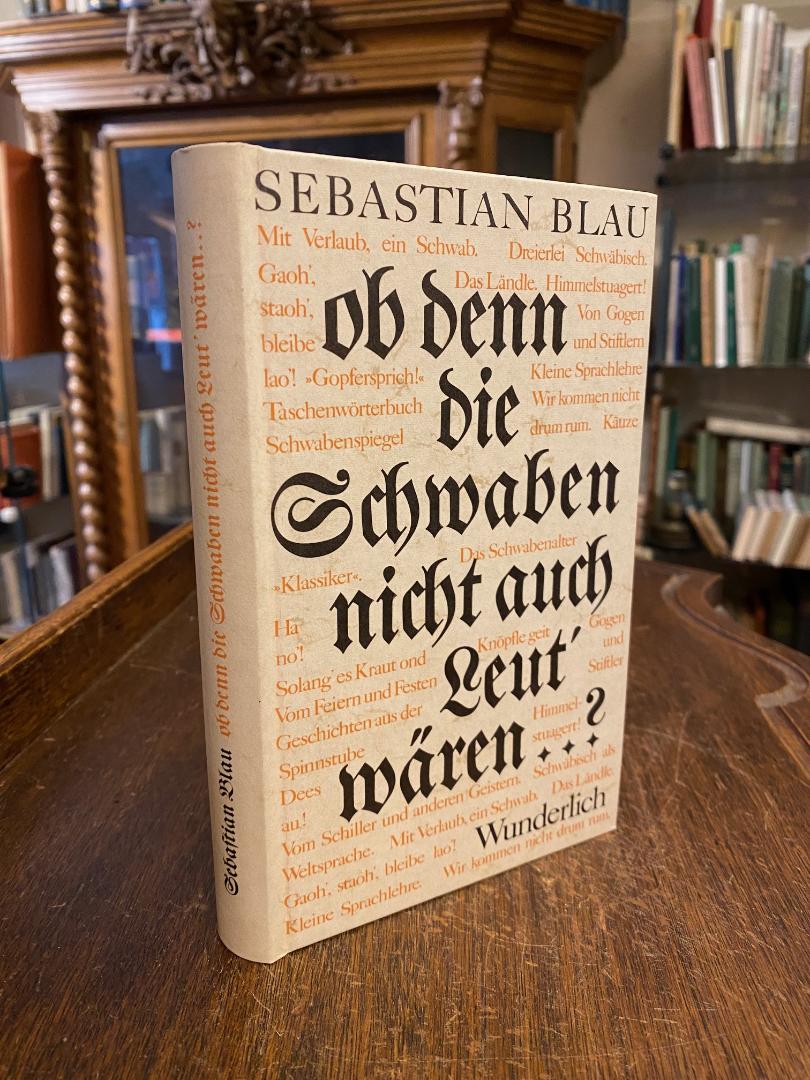 Sebastian Blau ob denn die Schwaben nicht auch Leut' wären..?
SEBASTIAN BLAU
Mit Verlaub, ein Schwab. Dreierlei Schwäbisch.
Gaoh', Das Ländle. Himmelstuagert!
staoh', ob denn Von Gogen
bleibe und Stiftlern
lao'! »Gopfersprich!« die Kleine Sprachlehre
Taschenwörterbuch Wir kommen nicht
Schwabenspiegel drum rum. Käuze
Schwaben
»Klassiker«. Das Schwabenalter
Ha nicht auch Gogen
no'! Knöpfle geit und
Solang' es Kraut ond Leut' Stiftler
Vom Feiern und Festen
Geschichten aus der Himmel-
Spinnstube wären...? stuagert!
Dees Schwäbisch als
au.! Das Ländle.
Vom Schiller und anderen Geistern.
Weltsprache. Mit Verlaub, ein Schwab. Wunderlich
Gaoh', staoh', bleibe lao'! Wir kommen nicht drum rum.
Kleine Sprachlehre.